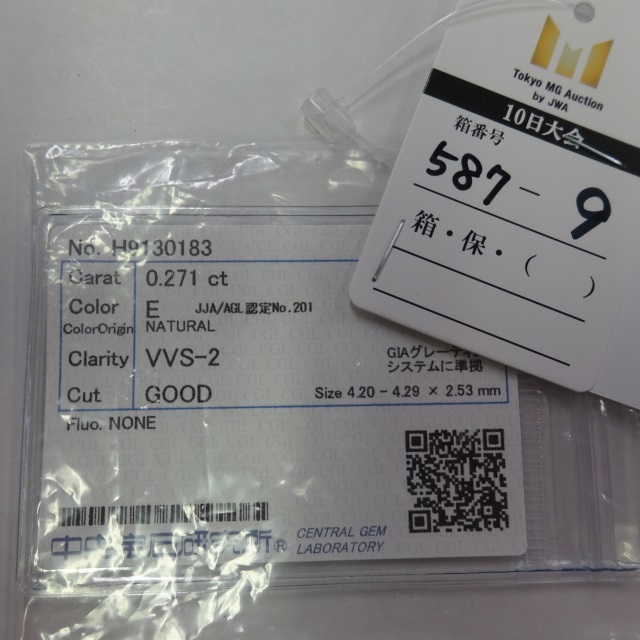 Tokyo MG Auction
by JWA
10日大会
箱番号
587-9
箱・保・( )
No. H9130183
Carat 0.271 ct
Color E JJA/AGL認定No.201
ColorOrigin NATURAL
Clarity VVS-2
GIAグレーディ
システムに準拠
Cut GOOD
Size 4.20 - 4.29 × 2.53 mm
Fluo. NONE
中央宝石研究所®
CENTRAL GEM
LABORATORY